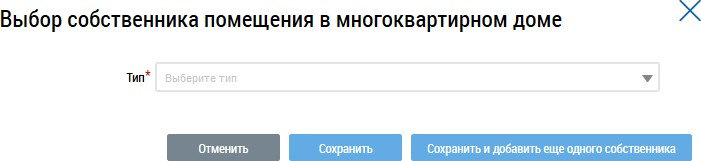 Выбор собственника помещения в многоквартирном доме
Тип* Выберите тип
Отменить Сохранить Сохранить и добавить еще одного собственника